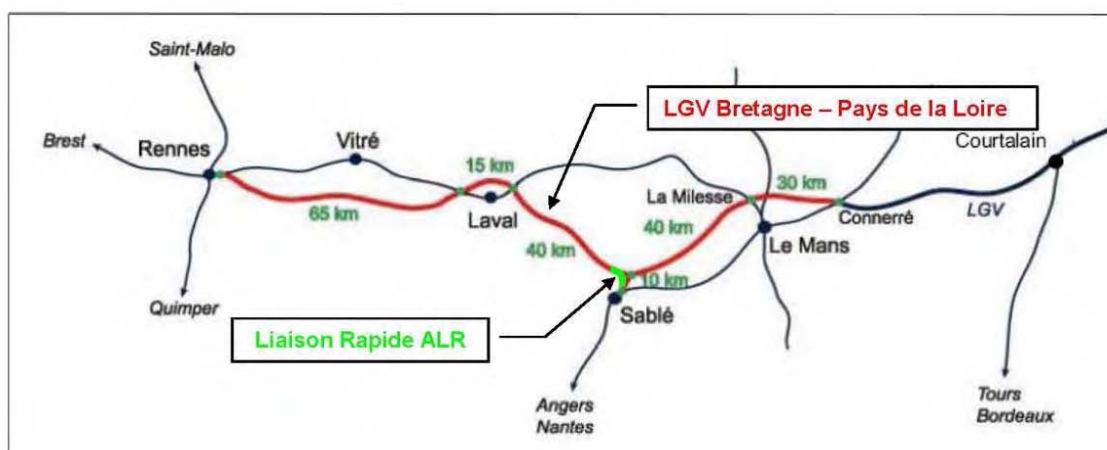 Saint-Malo
LGV Bretagne – Pays de la Loire
Courtalain
Brest
Rennes
Vitré
15 km
30 km
La Milesse
65 km
Laval
Connerré
LGV
40 km
40 km
Le Mans
10 km
Quimper
Sablé
Liaison Rapide ALR
Angers
Nantes
Tours
Bordeaux